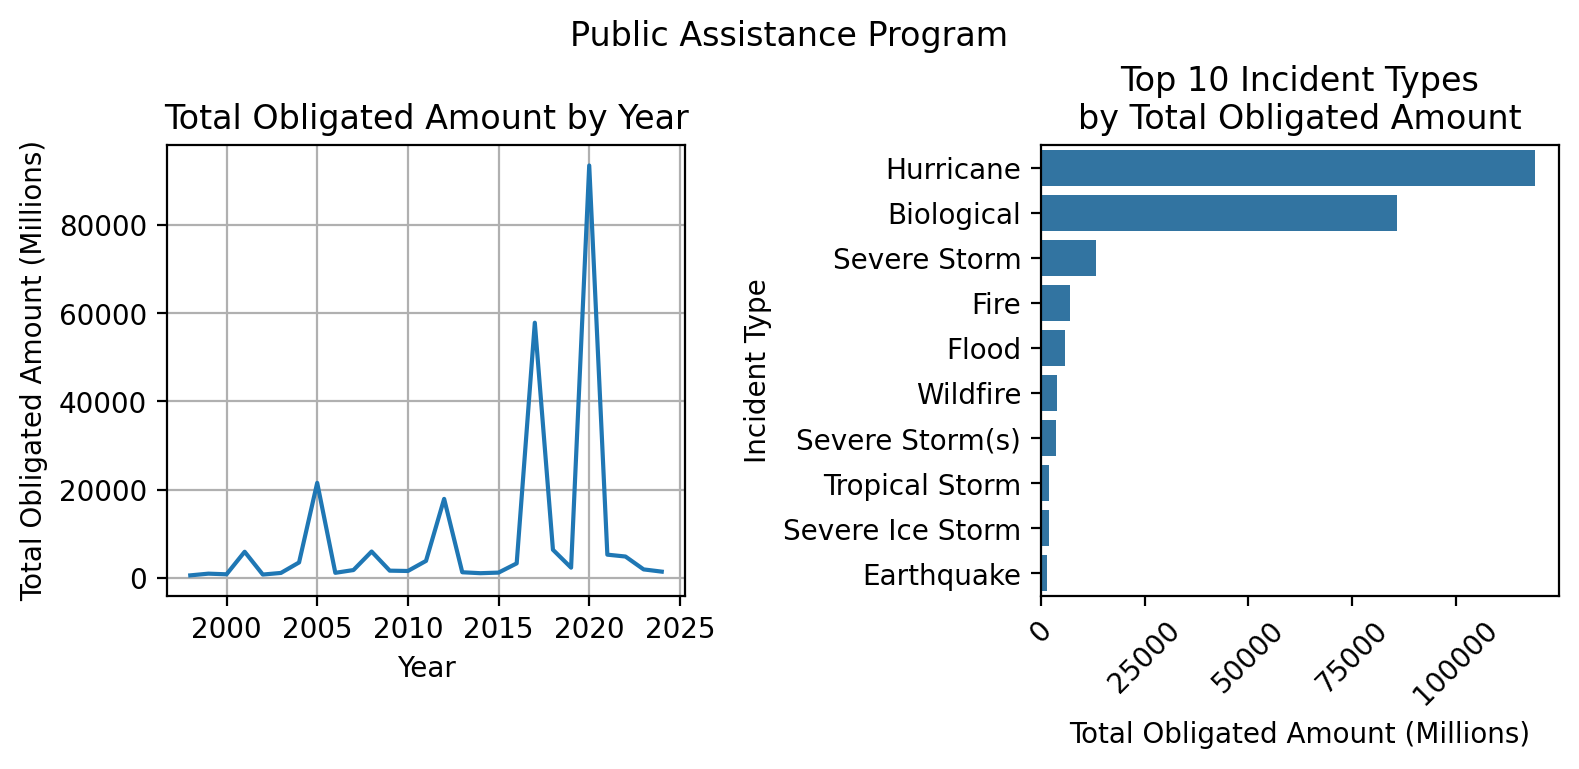 Public Assistance Program
Total Obligated Amount by Year
Total Obligated Amount (Millions)
80000
60000
40000
20000
0
2000 2005 2010 2015 2020 2025
Year
Top 10 Incident Types
by Total Obligated Amount
Incident Type
Hurricane
Biological
Severe Storm
Fire
Flood
Wildfire
Severe Storm(s)
Tropical Storm
Severe Ice Storm
Earthquake
0 25000 50000 75000 100000
Total Obligated Amount (Millions)